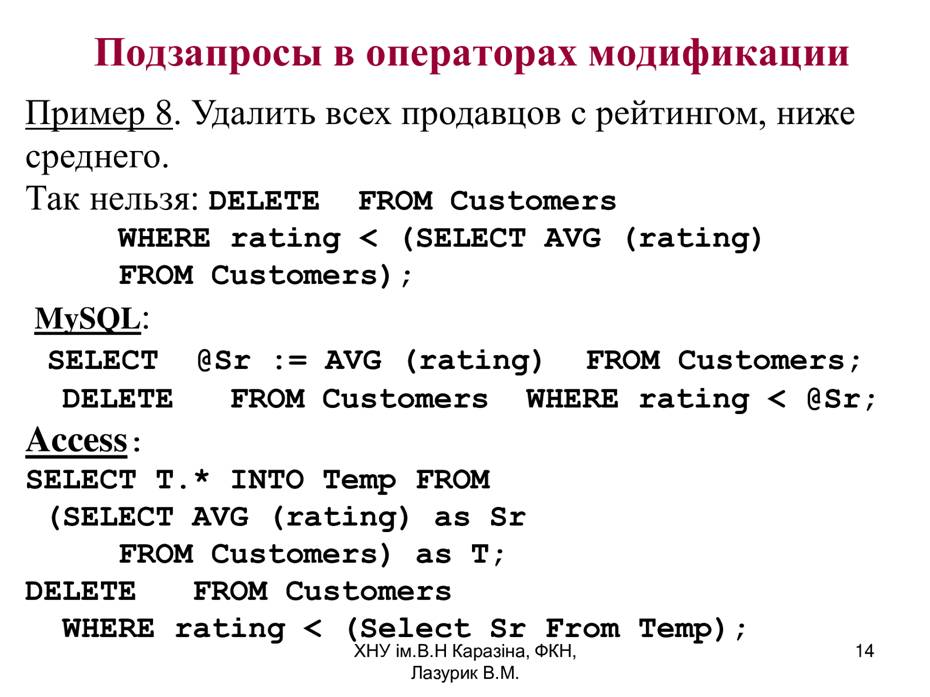 Подзапросы в операторах модификации
Пример 8. Удалить всех продавцов с рейтингом, ниже
среднего.
Так нельзя: DELETE FROM Customers
WHERE rating < (SELECT AVG (rating)
FROM Customers);
MySQL:
SELECT @Sr := AVG (rating) FROM Customers;
DELETE FROM Customers WHERE rating < @Sr;
Access:
SELECT T.* INTO Temp FROM
(SELECT AVG (rating) as Sr
FROM Customers) as T;
DELETE FROM Customers
WHERE rating < (Select Sr From Temp);
ХНУ ім.В.Н Каразіна, ФКН,
Лазурик В.М.
14